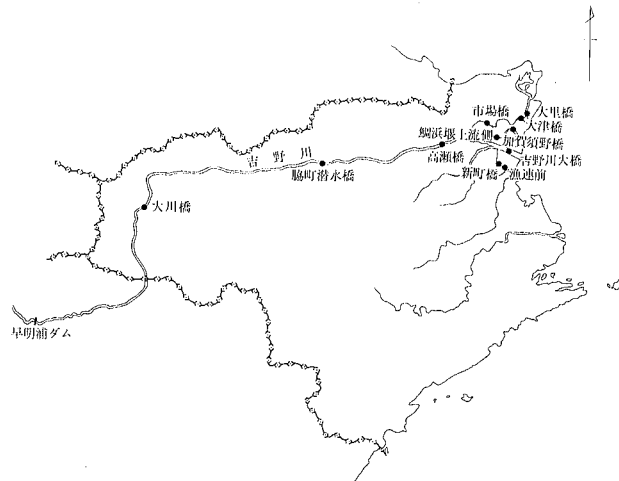 大里橋
市場橋
大津橋
鯛浜堰上流側
加賀須野橋
吉野川
高瀬橋
吉野川大橋
脇町潜水橋
新町橋
漁連前
大川橋
早明浦ダム